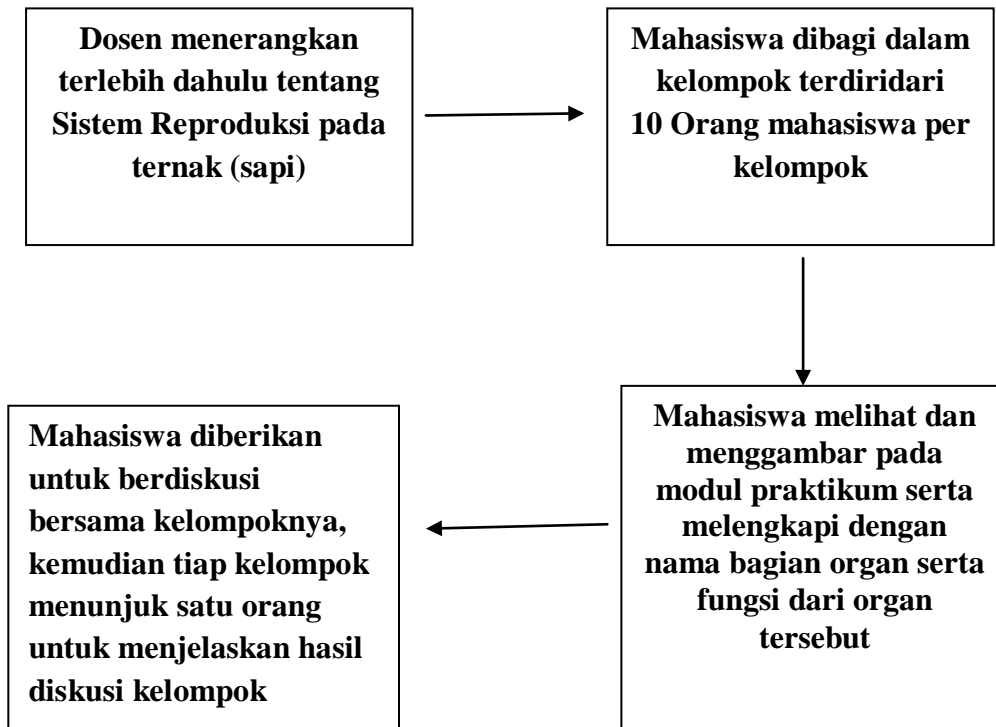 Dosen menerangkan
terlebih dahulu tentang
Sistem Reproduksi pada
ternak (sapi)
Mahasiswa dibagi dalam
kelompok terdiridari
10 Orang mahasiswa per
kelompok
Mahasiswa melihat dan
menggambar pada
modul praktikum serta
melengkapi dengan
nama bagian organ serta
fungsi dari organ
tersebut
Mahasiswa diberikan
untuk berdiskusi
bersama kelompoknya,
kemudian tiap kelompok
menunjuk satu orang
untuk menjelaskan hasil
diskusi kelompok